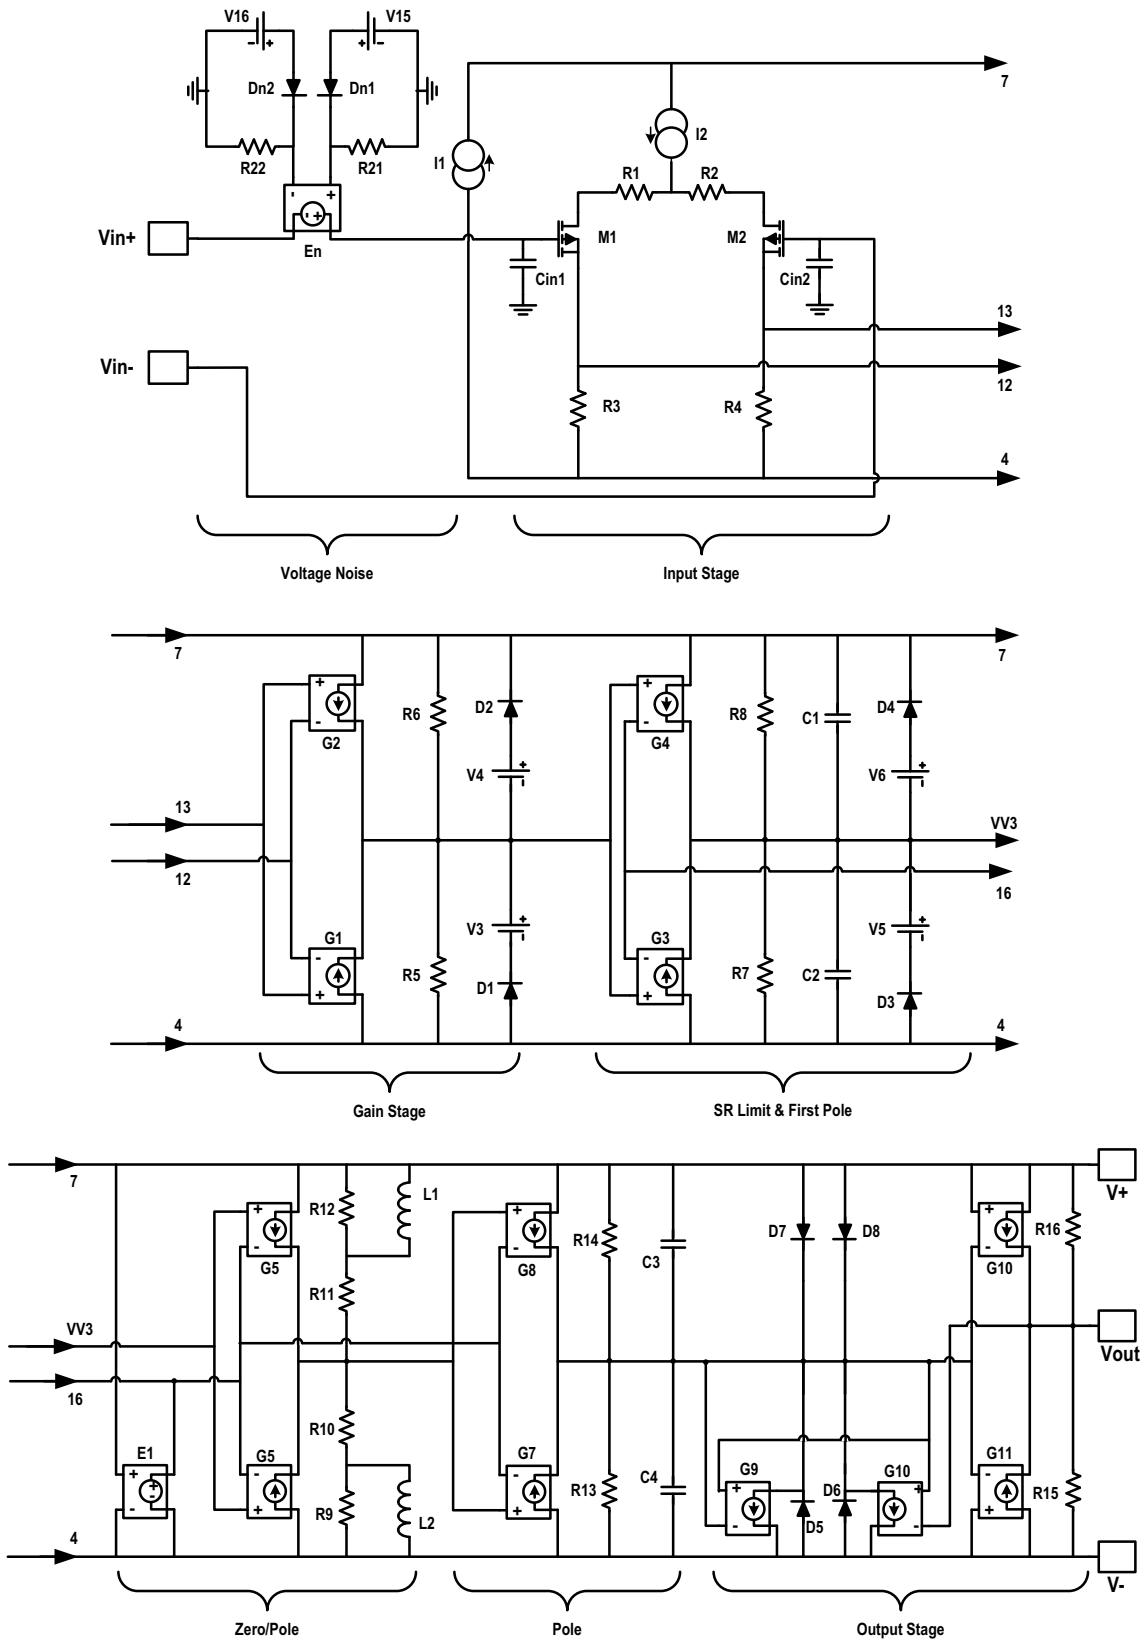 V16
V15
- +
+ -
Dn2
Dn1
R22
R21
- +
- +
En
Vin+
Vin-
I1
I2
7
R1
R2
M1
M2
Cin1
Cin2
13
12
R3
R4
4
Voltage Noise
Input Stage
7
7
+
-
G2
R6
D2
V4
+
-
+
-
G4
R8
C1
D4
V6
+
-
13
12
VV3
16
G1
-
+
R5
V3
+
-
D1
G3
-
+
R7
C2
V5
+
-
D3
4
4
Gain Stage
SR Limit & First Pole
7
V+
+
-
G5
R12
L1
R11
+
-
G8
R14
C3
D7
D8
+
-
G10
R16
VV3
16
Vout
E1
+ +
- -
G5
-
+
R10
R9
L2
G7
-
+
R13
C4
G9
+
-
D5
D6
G10
+
-
G11
-
+
R15
4
V-
Zero/Pole
Pole
Output Stage